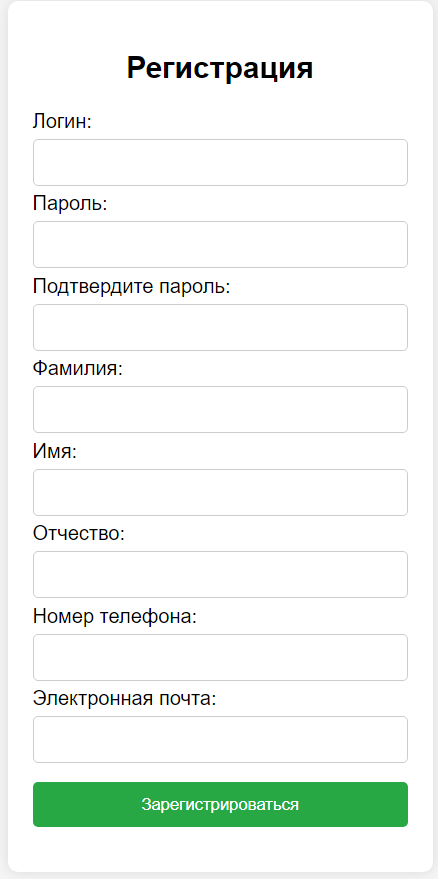 Регистрация
Логин:
Пароль:
Подтвердите пароль:
Фамилия:
Имя:
Отчество:
Номер телефона:
Электронная почта:
Зарегистрироваться